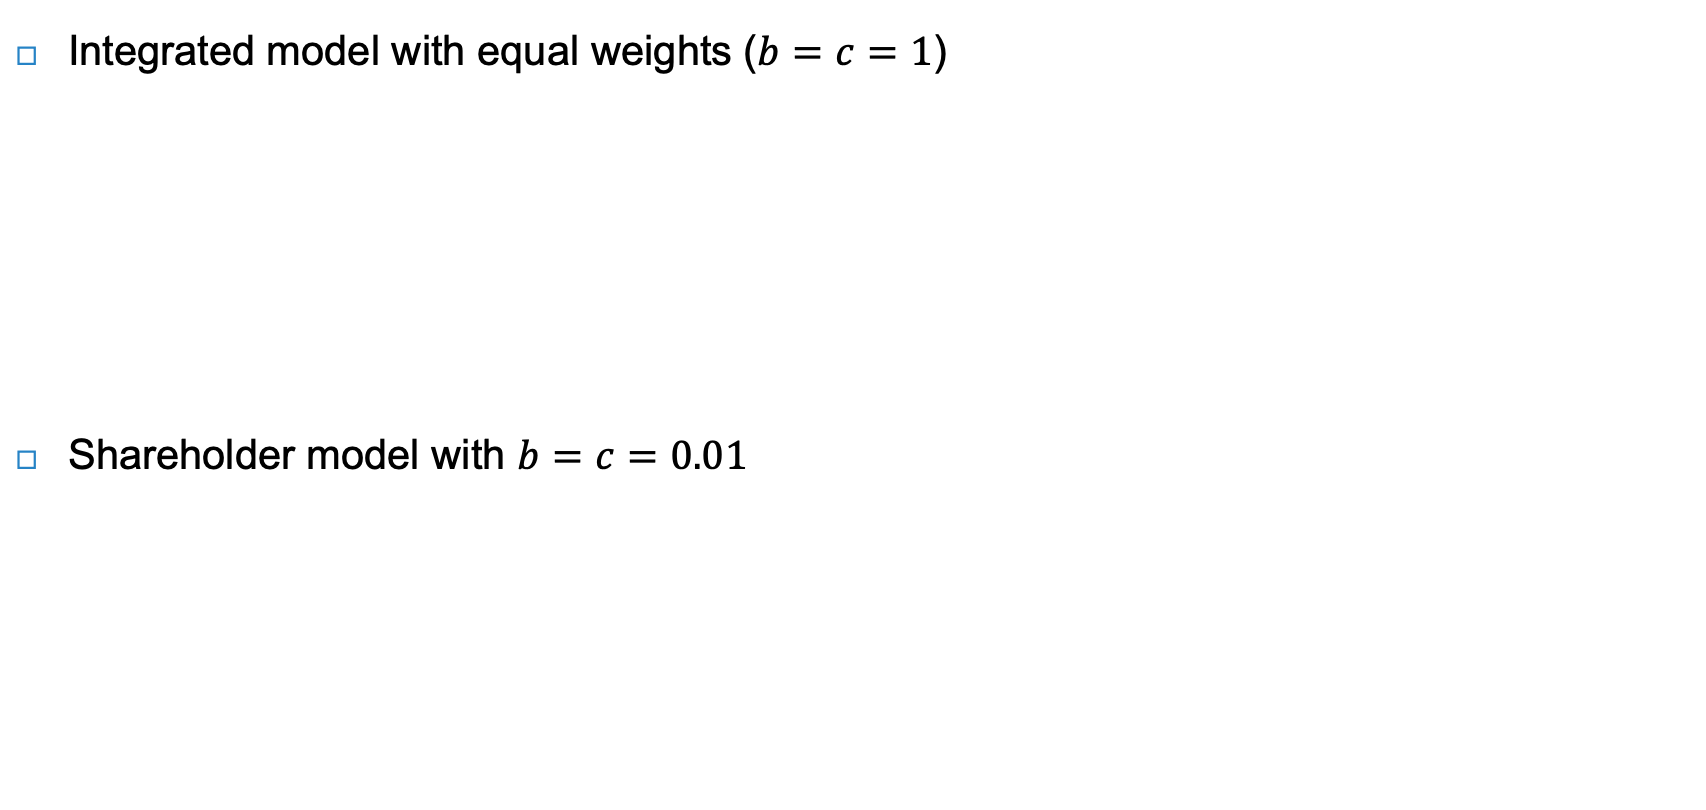 Integrated model with equal weights (b = c = 1)
Shareholder model with b = c = 0.01